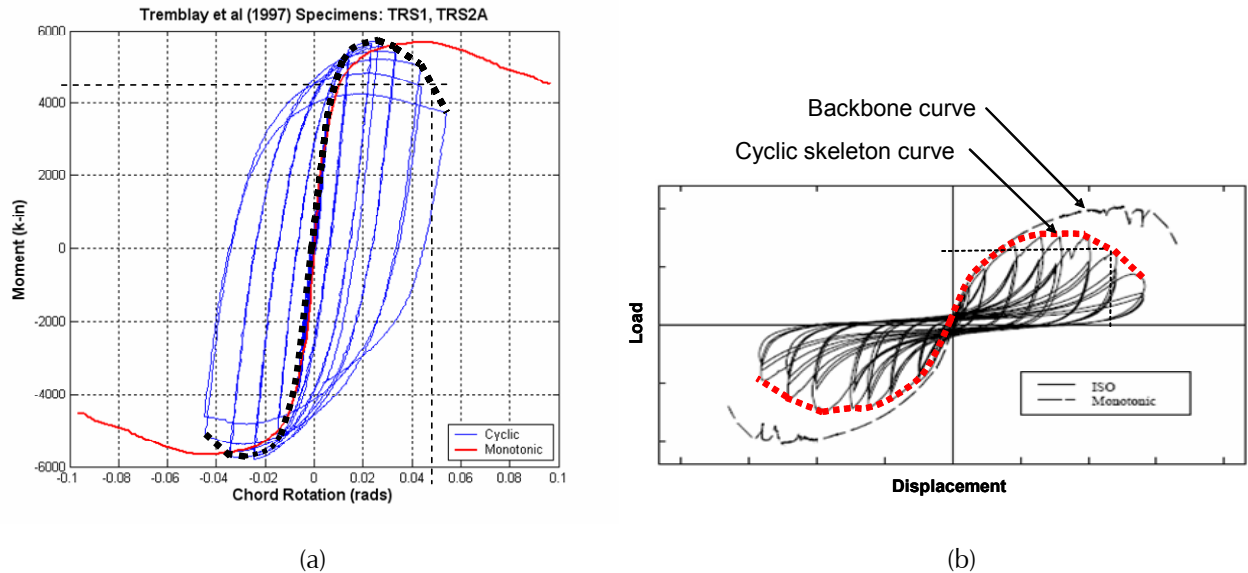 Tremblay et al (1997) Specimens: TRS1, TRS2A
6000
4000
2000
0
-2000
-4000
-6000
-0.1 -0.08 -0.06 -0.04 -0.02 0 0.02 0.04 0.06 0.08 0.1
Moment (k-in)
Chord Rotation (rads)
Cyclic
Monotonic
(a)
Backbone curve
Cyclic skeleton curve
Load
ISO
Monotonic
Displacement
(b)